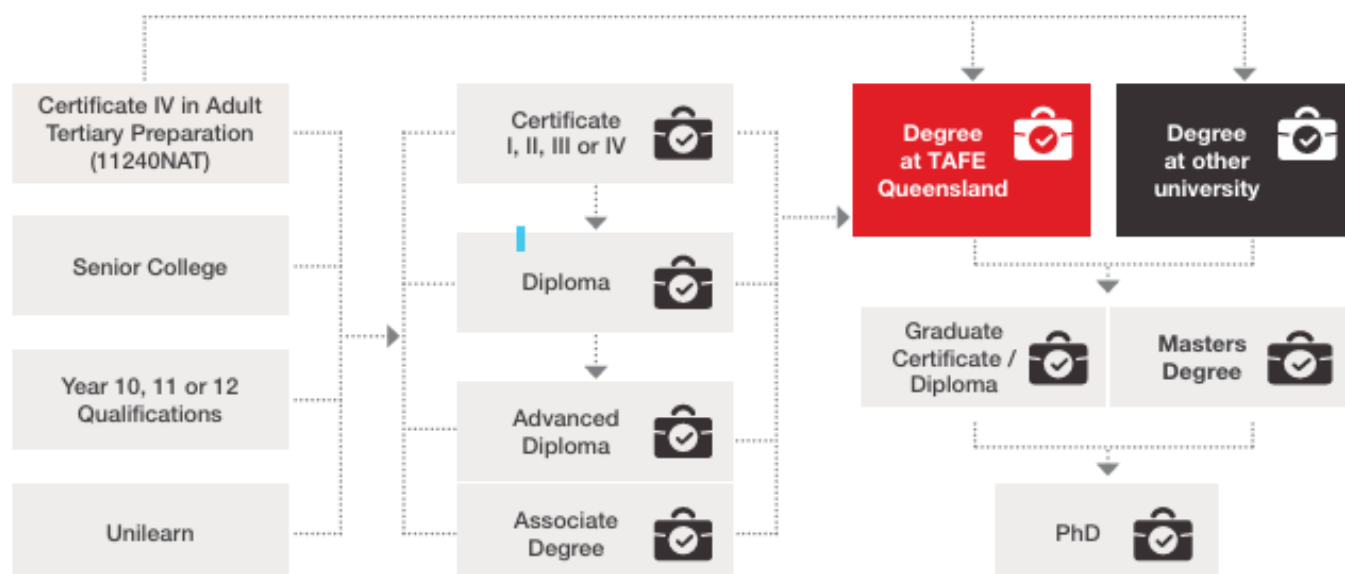 Certificate IV in Adult
Tertiary Preparation
(11240NAT)
Senior College
Year 10, 11 or 12
Qualifications
Unilearn
Certificate
I, II, III or IV
Diploma
Advanced
Diploma
Associate
Degree
Degree
at TAFE
Queensland
Degree
at other
university
Graduate
Certificate /
Diploma
Masters
Degree
PhD